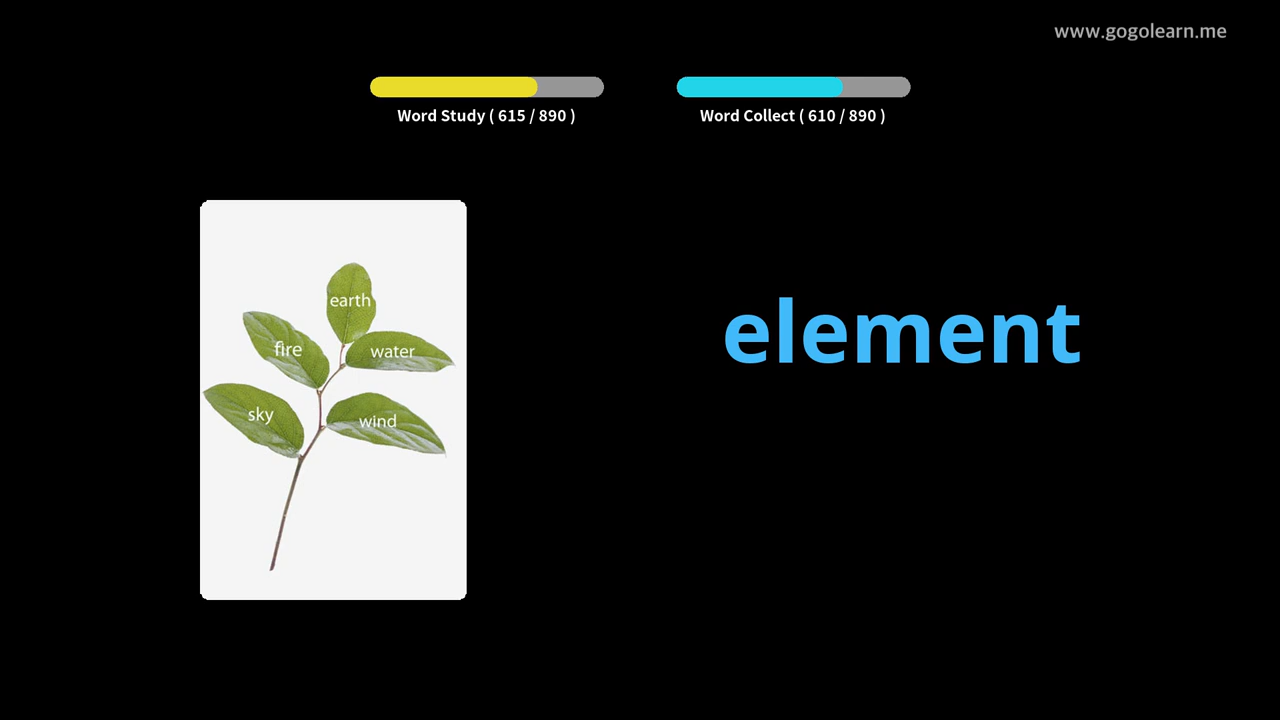 www.gogolearn.me
Word Study ( 615 / 890 )
Word Collect ( 610 / 890 )
earth
fire
water
sky
wind
element